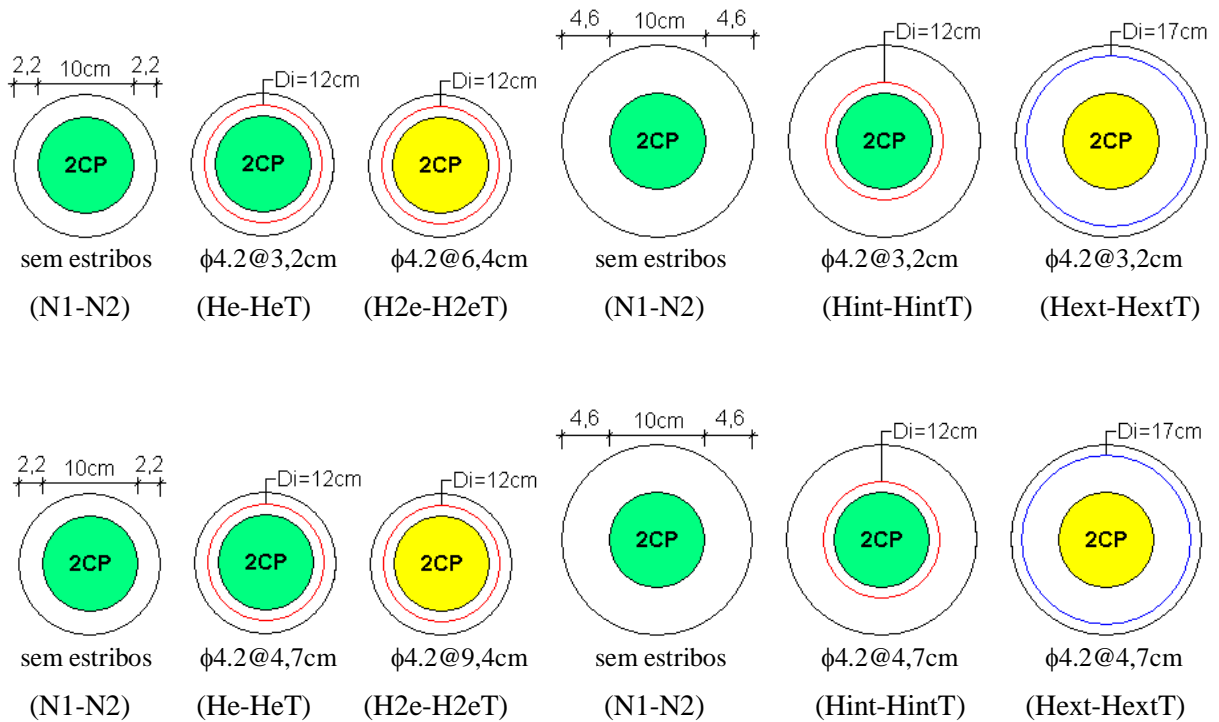 4,6 10cm 4,6 Di=12cm Di=17cm
2,2 10cm 2,2 Di=12cm Di=12cm
2CP 2CP 2CP 2CP 2CP 2CP
sem estribos ϕ4.2@3,2cm ϕ4.2@6,4cm sem estribos ϕ4.2@3,2cm ϕ4.2@3,2cm
(N1-N2) (He-HeT) (H2e-H2eT) (N1-N2) (Hint-HintT) (Hext-HextT)
4,6 10cm 4,6 Di=12cm Di=17cm
2,2 10cm 2,2 Di=12cm Di=12cm
2CP 2CP 2CP 2CP 2CP 2CP
sem estribos ϕ4.2@4,7cm ϕ4.2@9,4cm sem estribos ϕ4.2@4,7cm ϕ4.2@4,7cm
(N1-N2) (He-HeT) (H2e-H2eT) (N1-N2) (Hint-HintT) (Hext-HextT)